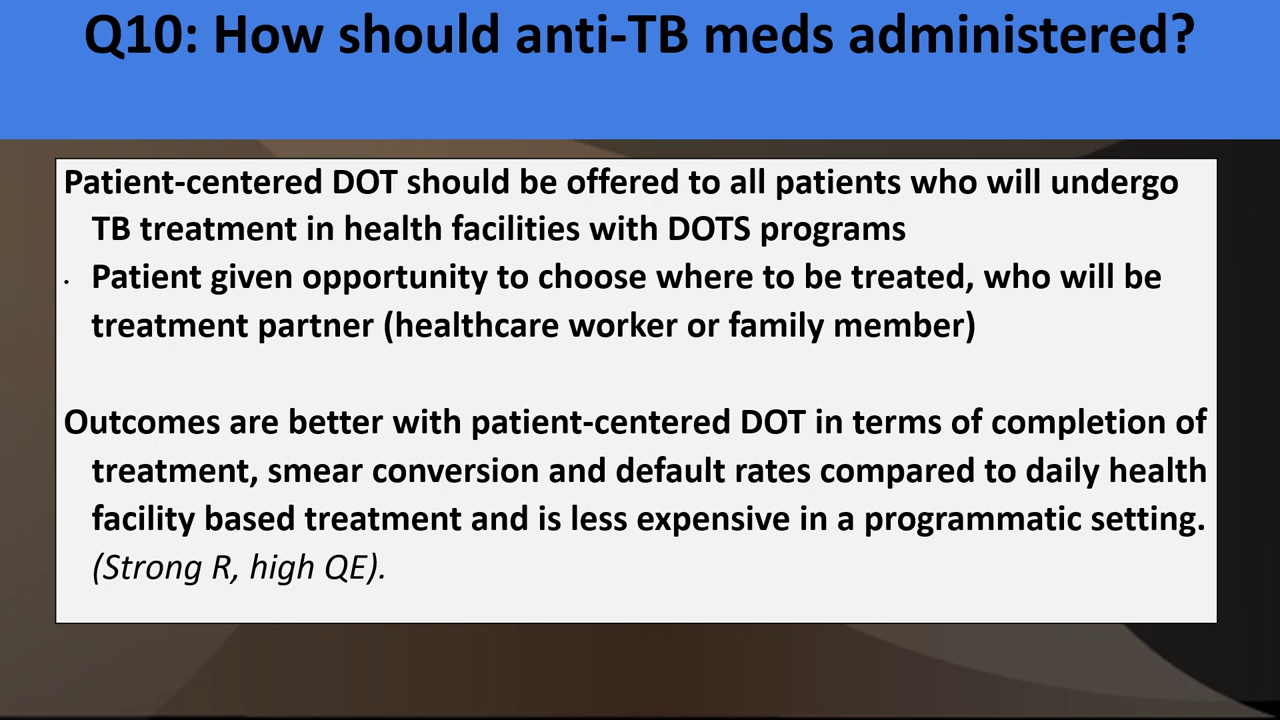 Q10: How should anti-TB meds administered?
Patient-centered DOT should be offered to all patients who will undergo
TB treatment in health facilities with DOTS programs
· Patient given opportunity to choose where to be treated, who will be
treatment partner (healthcare worker or family member)
Outcomes are better with patient-centered DOT in terms of completion of
treatment, smear conversion and default rates compared to daily health
facility based treatment and is less expensive in a programmatic setting.
(Strong R, high QE).